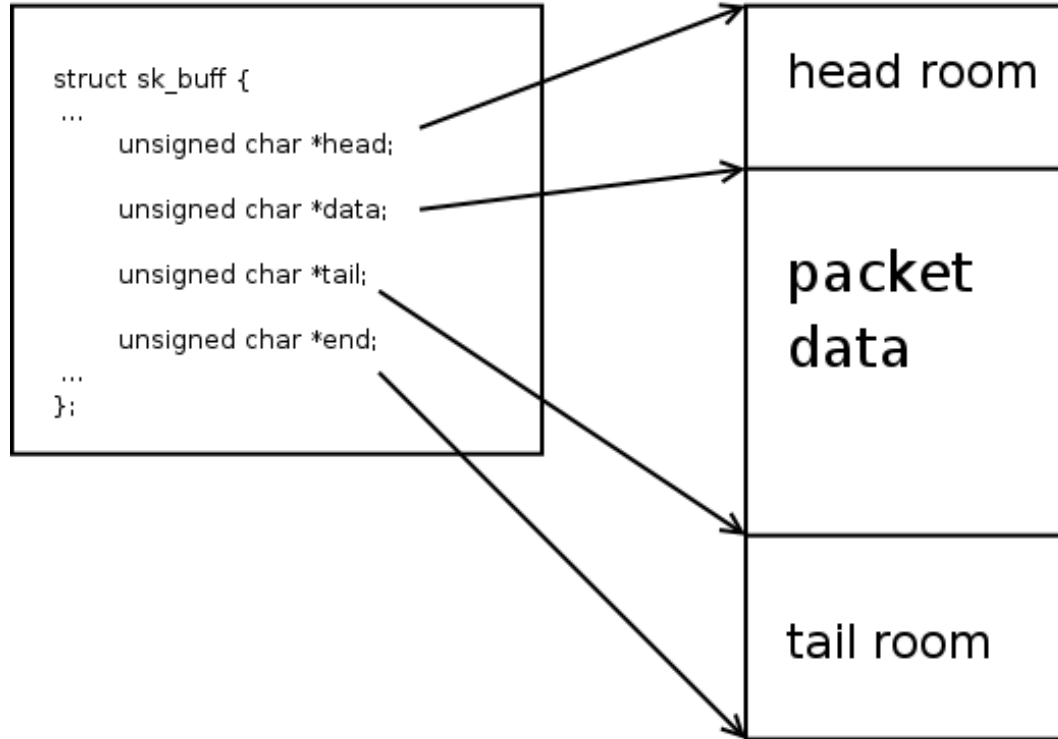 struct sk_buff {
...
unsigned char *head;
unsigned char *data;
unsigned char *tail;
unsigned char *end;
...
};
head room
packet
data
tail room